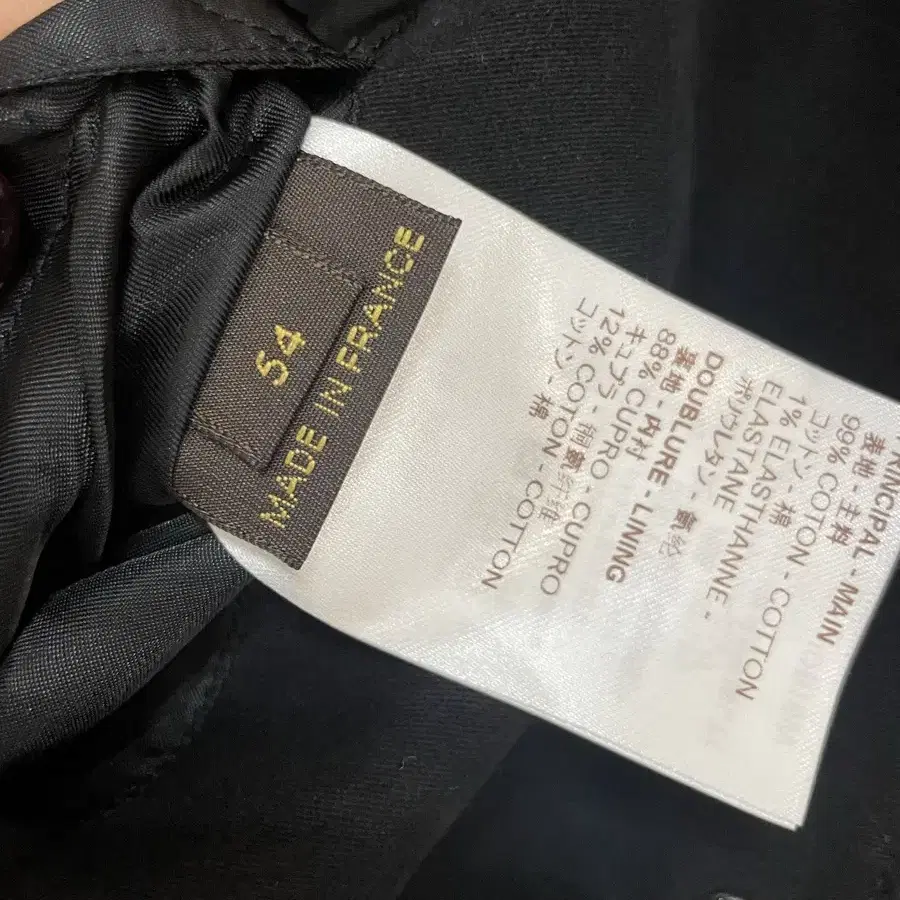 54
MADE IN FRANCE
PRINCIPAL - MAIN
表地 - 主料
99% COTON - COTTON
コットン - 棉
1% ELASTHANNE -
ELASTANE
ポリウレタン - 氨纶
DOUBLURE - LINING
裏地 - 内衬
88% CUPRO - CUPRO
キュプラ - 铜氨纤维
12% COTON - COTTON
コットン - 棉